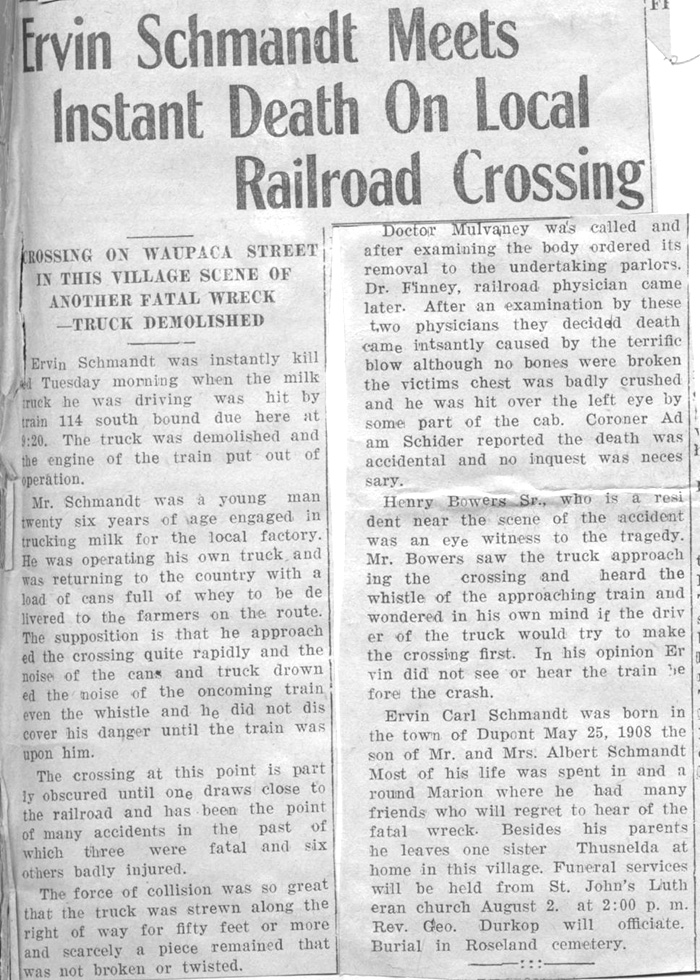 Ervin Schmandt Meets
Instant Death On Local
Railroad Crossing
CROSSING ON WAUPACA STREET
IN THIS VILLAGE SCENE OF
ANOTHER FATAL WRECK
—TRUCK DEMOLISHED
Ervin Schmandt was instantly kill
ed Tuesday morning when the milk
truck he was driving was hit by
train 114 south bound due here at
9:20. The truck was demolished and
the engine of the train put out of
operation.
Mr. Schmandt was a young man
twenty six years of age engaged in
trucking milk for the local factory.
He was operating his own truck and
was returning to the country with a
load of cans full of whey to be de
livered to the farmers on the route.
The supposition is that he approach
ed the crossing quite rapidly and the
noise of the cans and truck drown
ed the noise of the oncoming train
even the whistle and he did not dis
cover his danger until the train was
upon him.
The crossing at this point is part
ly obscured until one draws close to
the railroad and has been the point
of many accidents in the past of
which three were fatal and six
others badly injured.
The force of collision was so great
that the truck was strewn along the
right of way for fifty feet or more
and scarcely a piece remained that
was not broken or twisted.
Doctor Mulvaney was called and
after examining the body ordered its
removal to the undertaking parlors.
Dr. Finney, railroad physician came
later. After an examination by these
two physicians they decided death
came intsantly caused by the terrific
blow although no bones were broken
the victims chest was badly crushed
and he was hit over the left eye by
some part of the cab. Coroner Ad
am Schider reported the death was
accidental and no inquest was neces
sary.
Henry Bowers Sr., who is a resi
dent near the scene of the accident
was an eye witness to the tragedy.
Mr. Bowers saw the truck approach
ing the crossing and heard the
whistle of the approaching train and
wondered in his own mind if the driv
er of the truck would try to make
the crossing first. In his opinion Er
vin did not see or hear the train be
fore the crash.
Ervin Carl Schmandt was born in
the town of Dupont May 25, 1908 the
son of Mr. and Mrs. Albert Schmandt
Most of his life was spent in and a
round Marion where he had many
friends who will regret to hear of the
fatal wreck. Besides his parents
he leaves one sister Thusnelda at
home in this village. Funeral services
will be held from St. John's Luth
eran church August 2. at 2:00 p. m.
Rev. Geo. Durkop will officiate.
Burial in Roseland cemetery.